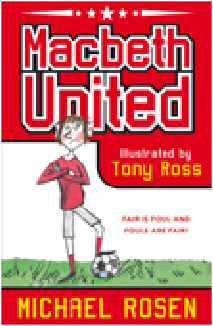 Macbeth
United
Illustrated by
Tony Ross
FAIR IS FOUL AND
FOULS ARE FAIR!
MICHAEL ROSEN